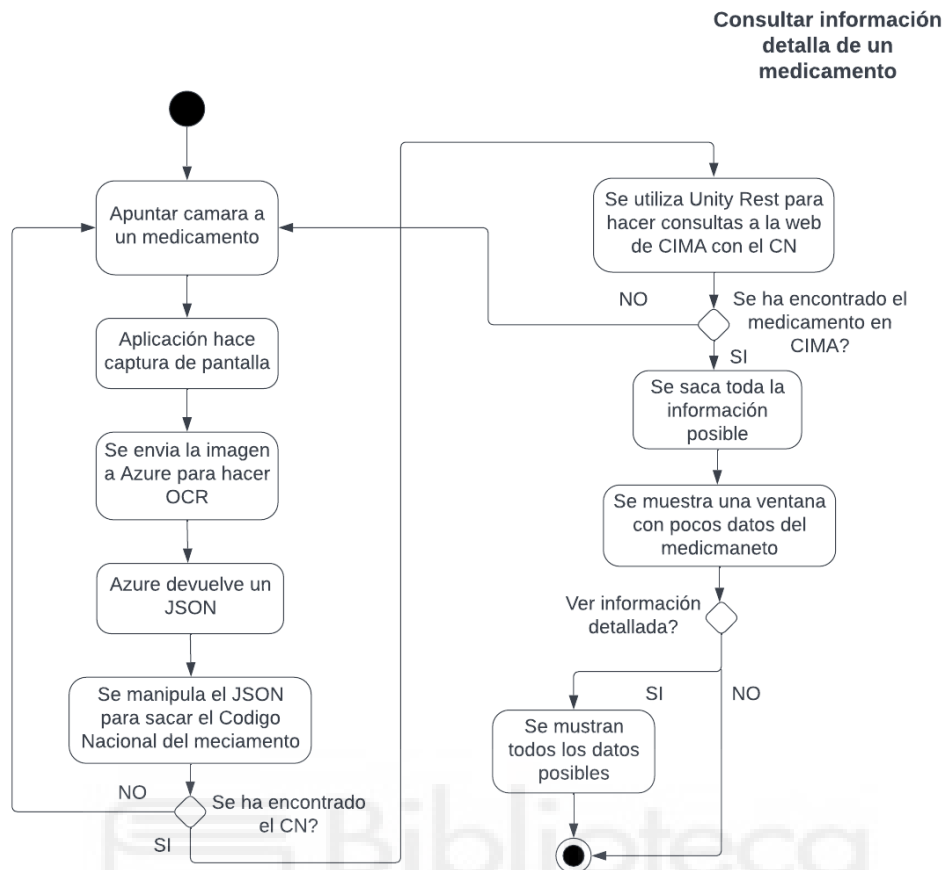 Consultar información
detalla de un
medicamento
Apuntar camara a
un medicamento
Aplicación hace
captura de pantalla
Se envia la imagen
a Azure para hacer
OCR
Azure devuelve un
JSON
Se manipula el JSON
para sacar el Codigo
Nacional del meciamento
NO
Se ha encontrado
el CN?
SI
Se utiliza Unity Rest para
hacer consultas a la web
de CIMA con el CN
NO
Se ha encontrado el
medicamento en
CIMA?
SI
Se saca toda la
información
posible
Se muestra una ventana
con pocos datos del
medicmaneto
Ver información
detallada?
SI
NO
Se mustran
todos los datos
posibles
Biblioteca